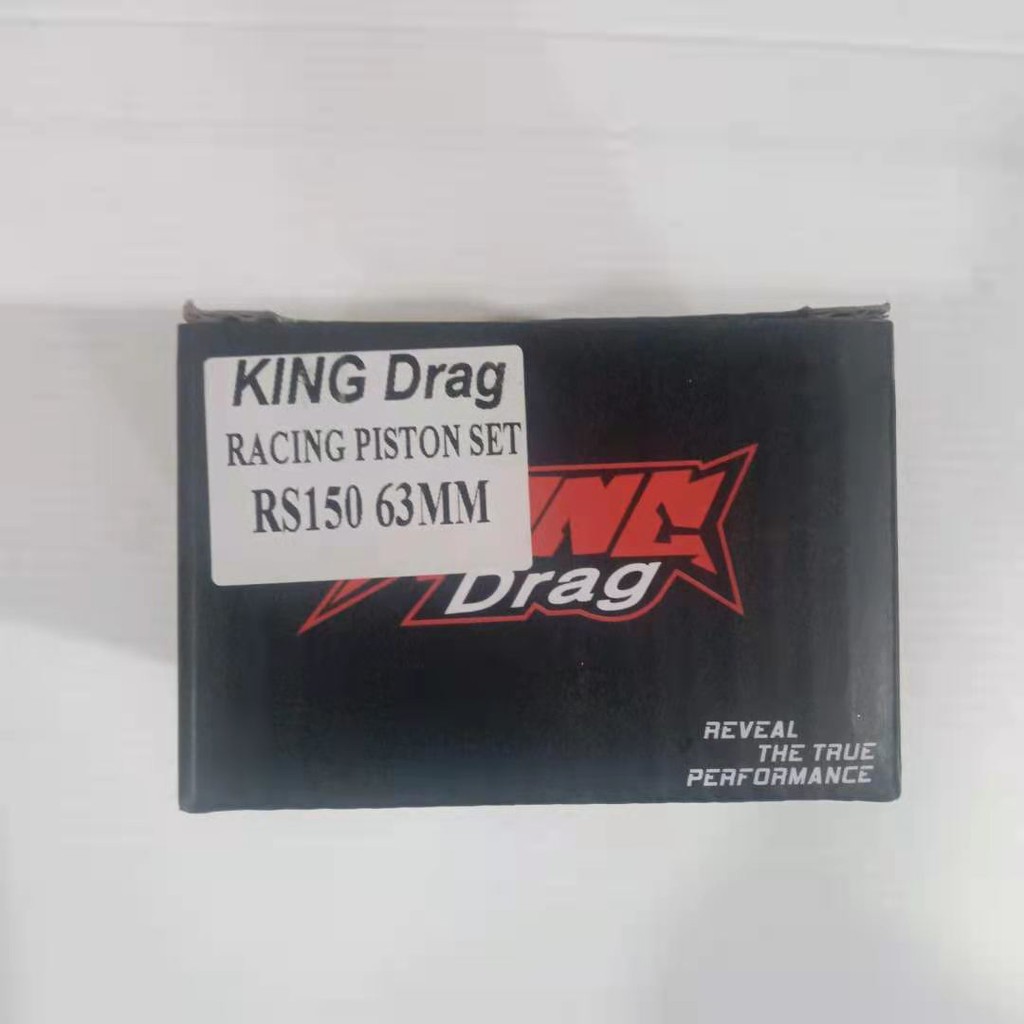 KING Drag
RACING PISTON SET
RS150 63MM
Drag
REVEAL
THE TRUE
PERFORMANCE